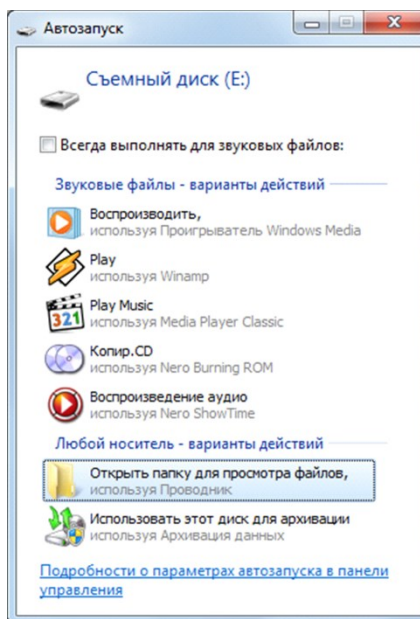 Автозапуск
Съемный диск (E:)
Всегда выполнять для звуковых файлов:
Звуковые файлы - варианты действий
Воспроизводить,
используя Проигрыватель Windows Media
Play
используя Winamp
Play Music
используя Media Player Classic
321
Копир.CD
используя Nero Burning ROM
Воспроизведение аудио
используя Nero ShowTime
Любой носитель - варианты действий
Открыть папку для просмотра файлов,
используя Проводник
Использовать этот диск для архивации
используя Архивация данных
Подробности о параметрах автозапуска в панели
управления